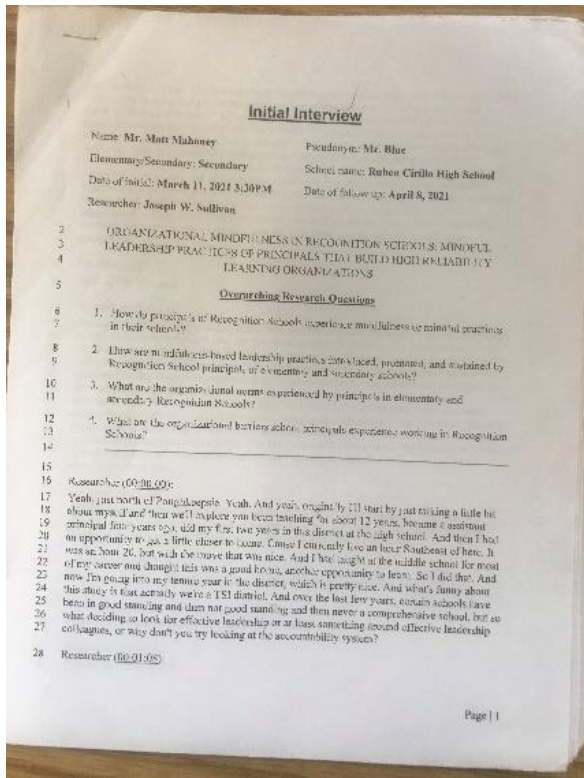 Initial Interview
Name: Mr. Matt Mahoney
Pseudonym: Mr. Blue
Elementary/Secondary: Secondary
School name: Ruben Cirillo High School
Date of initial: March 11, 2021 3:30PM
Date of follow up: April 8, 2021
Researcher: Joseph W. Sullivan
2 ORGANIZATIONAL MINDFULNESS IN RECOGNITION SCHOOLS: MINDFUL
3 LEADERSHIP PRACTICES OF PRINCIPALS THAT BUILD HIGH RELIABILITY
4 LEARNING ORGANIZATIONS
5 Overarching Research Questions
6 1. How do principals of Recognition Schools experience mindfulness or mindful practices
7 in their schools?
8 2. How are mindfulness-based leadership practices introduced, promoted, and sustained by
9 Recognition School principals of elementary and secondary schools?
10 3. What are the organizational norms experienced by principals in elementary and
11 secondary Recognition Schools?
12 4. What are the organizational barriers school principals experience working in Recognition
13 Schools?
14
15
16 Researcher (00:00:00):
17 Yeah, just north of Poughkeepsie. Yeah. And yeah, originally I'll start by just talking a little bit
18 about myself and then we'll explore you been teaching for about 12 years, became a assistant
19 principal four years ago, did my first two years in this district at the high school. And then I had
20 an opportunity to get a little closer to home. Cause I currently live an hour Southeast of here. It
21 was an hour 20, but with the move that was nice. And I had taught at the middle school for most
22 of my career and thought this was a good home, another opportunity to learn. So I did that. And
23 now I'm going into my tenure year in the district, which is pretty nice. And what's funny about
24 this study is that actually we're a TSI district. And over the last few years, certain schools have
25 been in good standing and then not good standing and then never a comprehensive school, but so
26 what deciding to look for effective leadership or at least something around effective leadership
27 colleagues, or why don't you try looking at the accountability system?
28 Researcher (00:01:08):
Page | 1